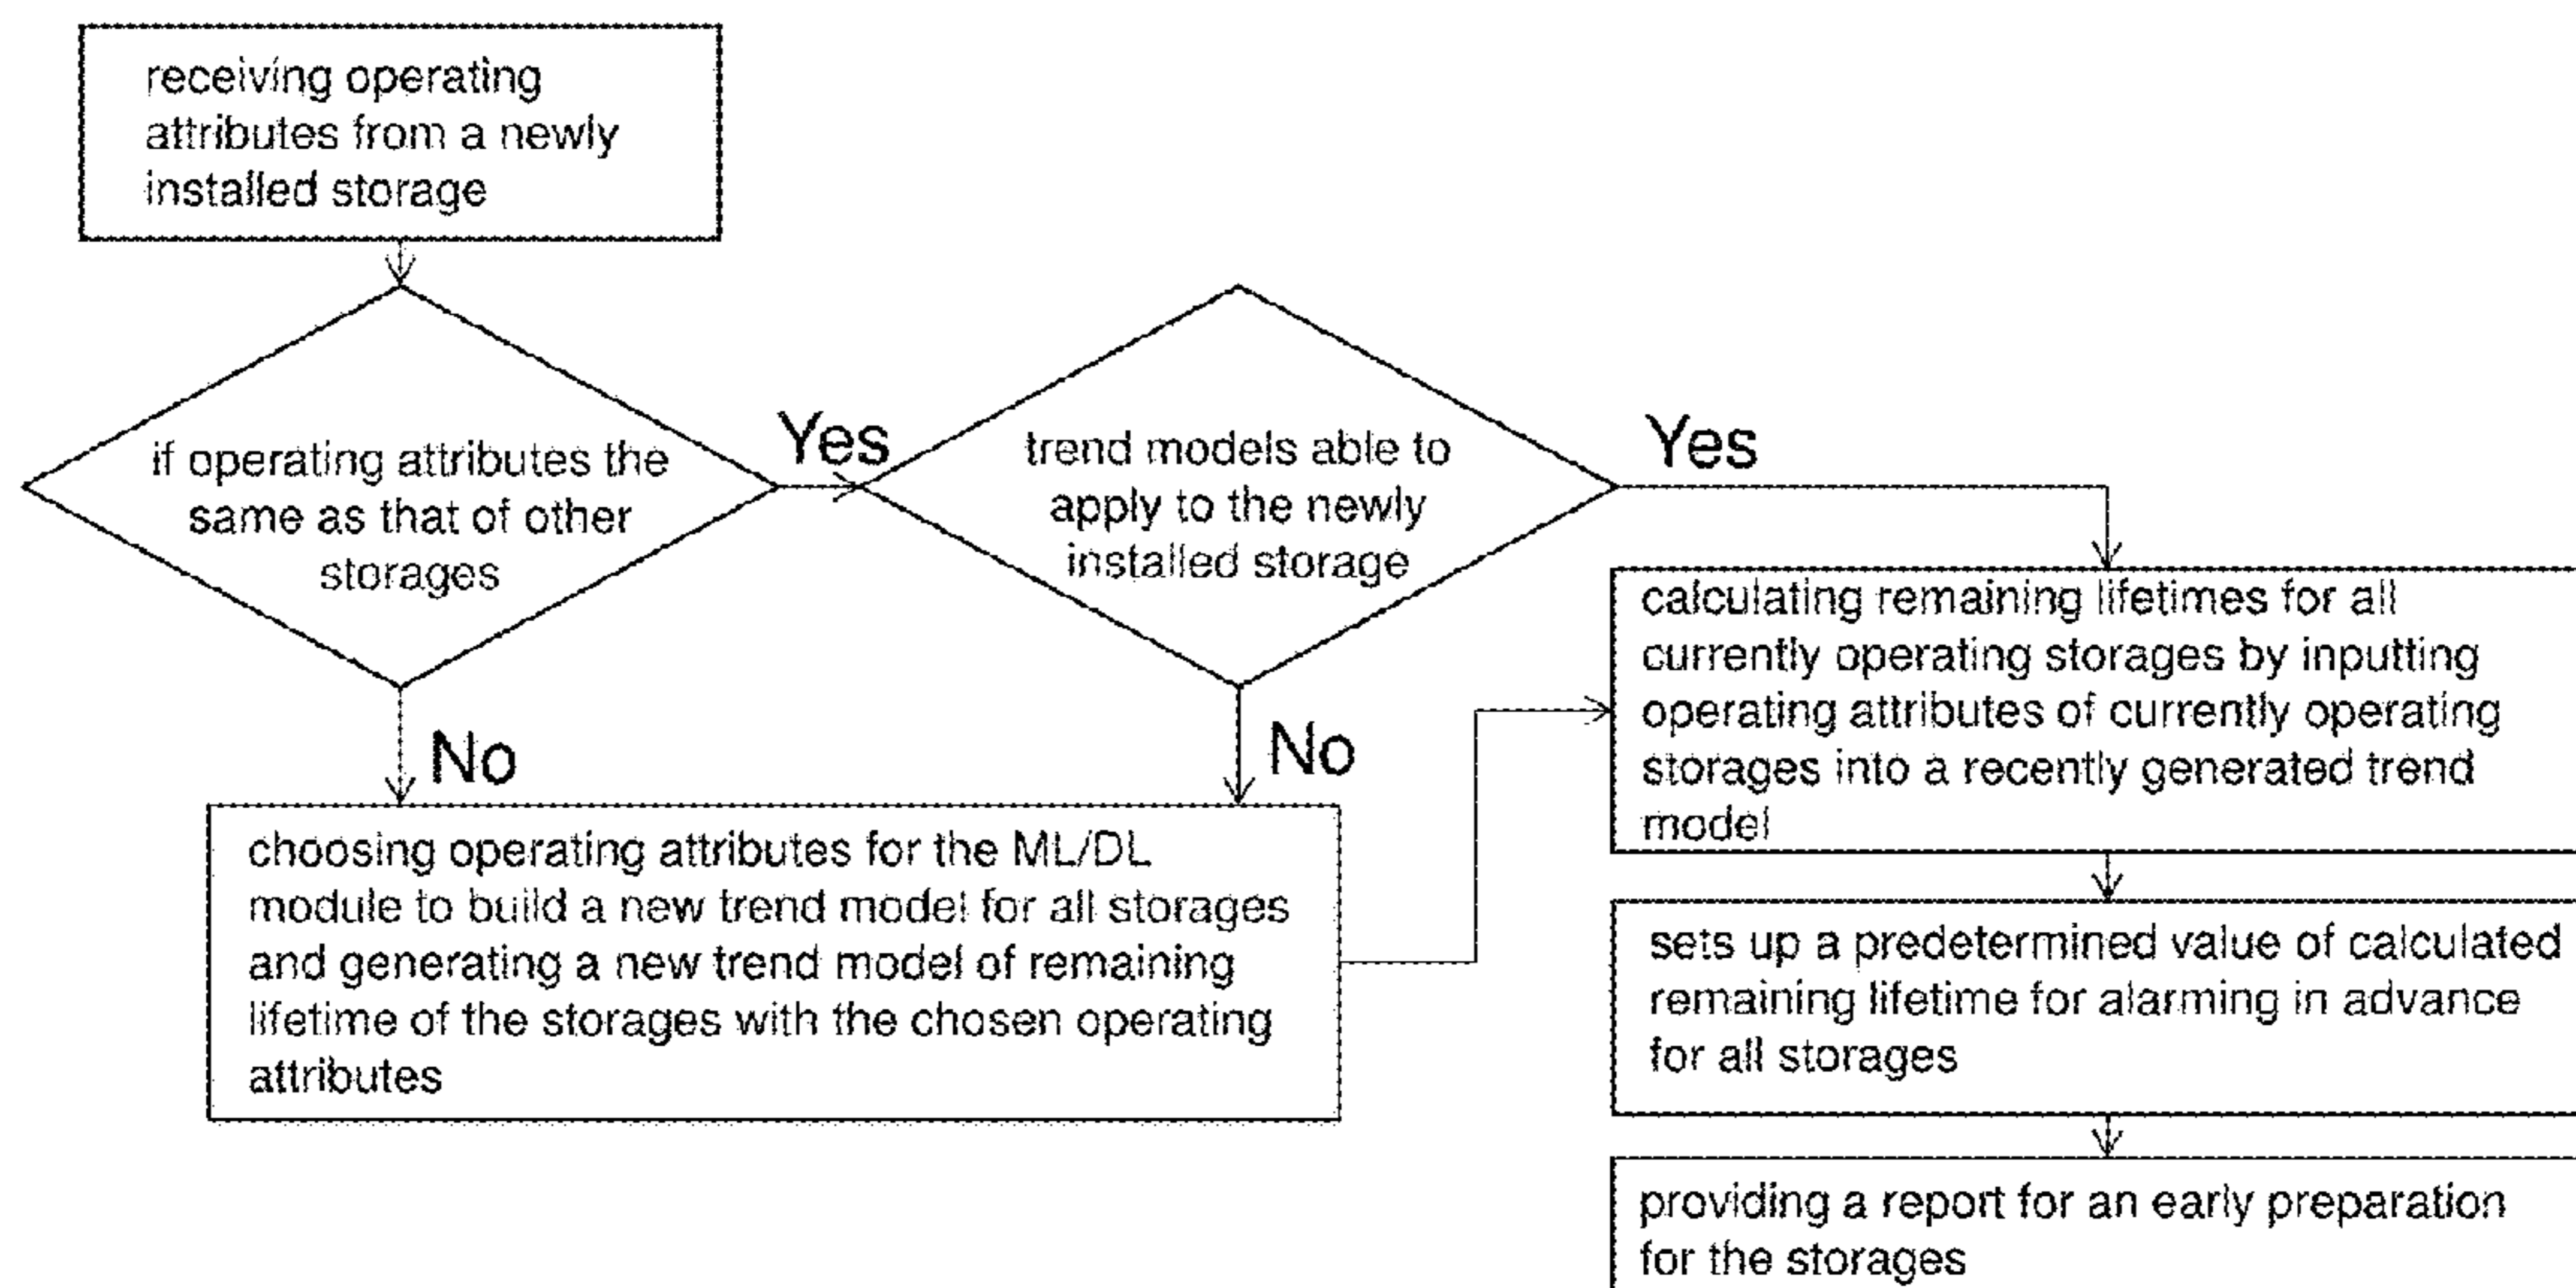 receiving operating
attributes from a newly
installed storage
if operating attributes the
same as that of other
storages
Yes
trend models able to
apply to the newly
installed storage
Yes
No
No
choosing operating attributes for the ML/DL
module to build a new trend model for all storages
and generating a new trend model of remaining
lifetime of the storages with the chosen operating
attributes
calculating remaining lifetimes for all
currently operating storages by inputting
operating attributes of currently operating
storages into a recently generated trend
model
sets up a predetermined value of calculated
remaining lifetime for alarming in advance
for all storages
providing a report for an early preparation
for the storages